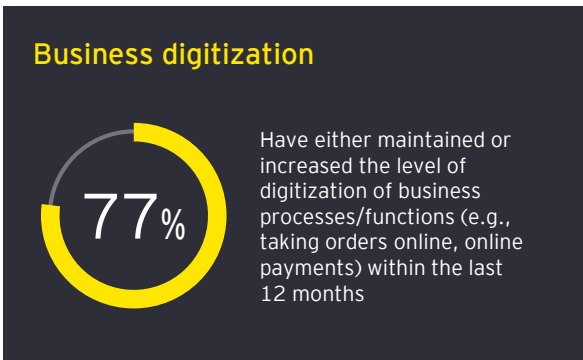 Business digitization
77%
Have either maintained or
increased the level of
digitization of business
processes/functions (e.g.,
taking orders online, online
payments) within the last
12 months